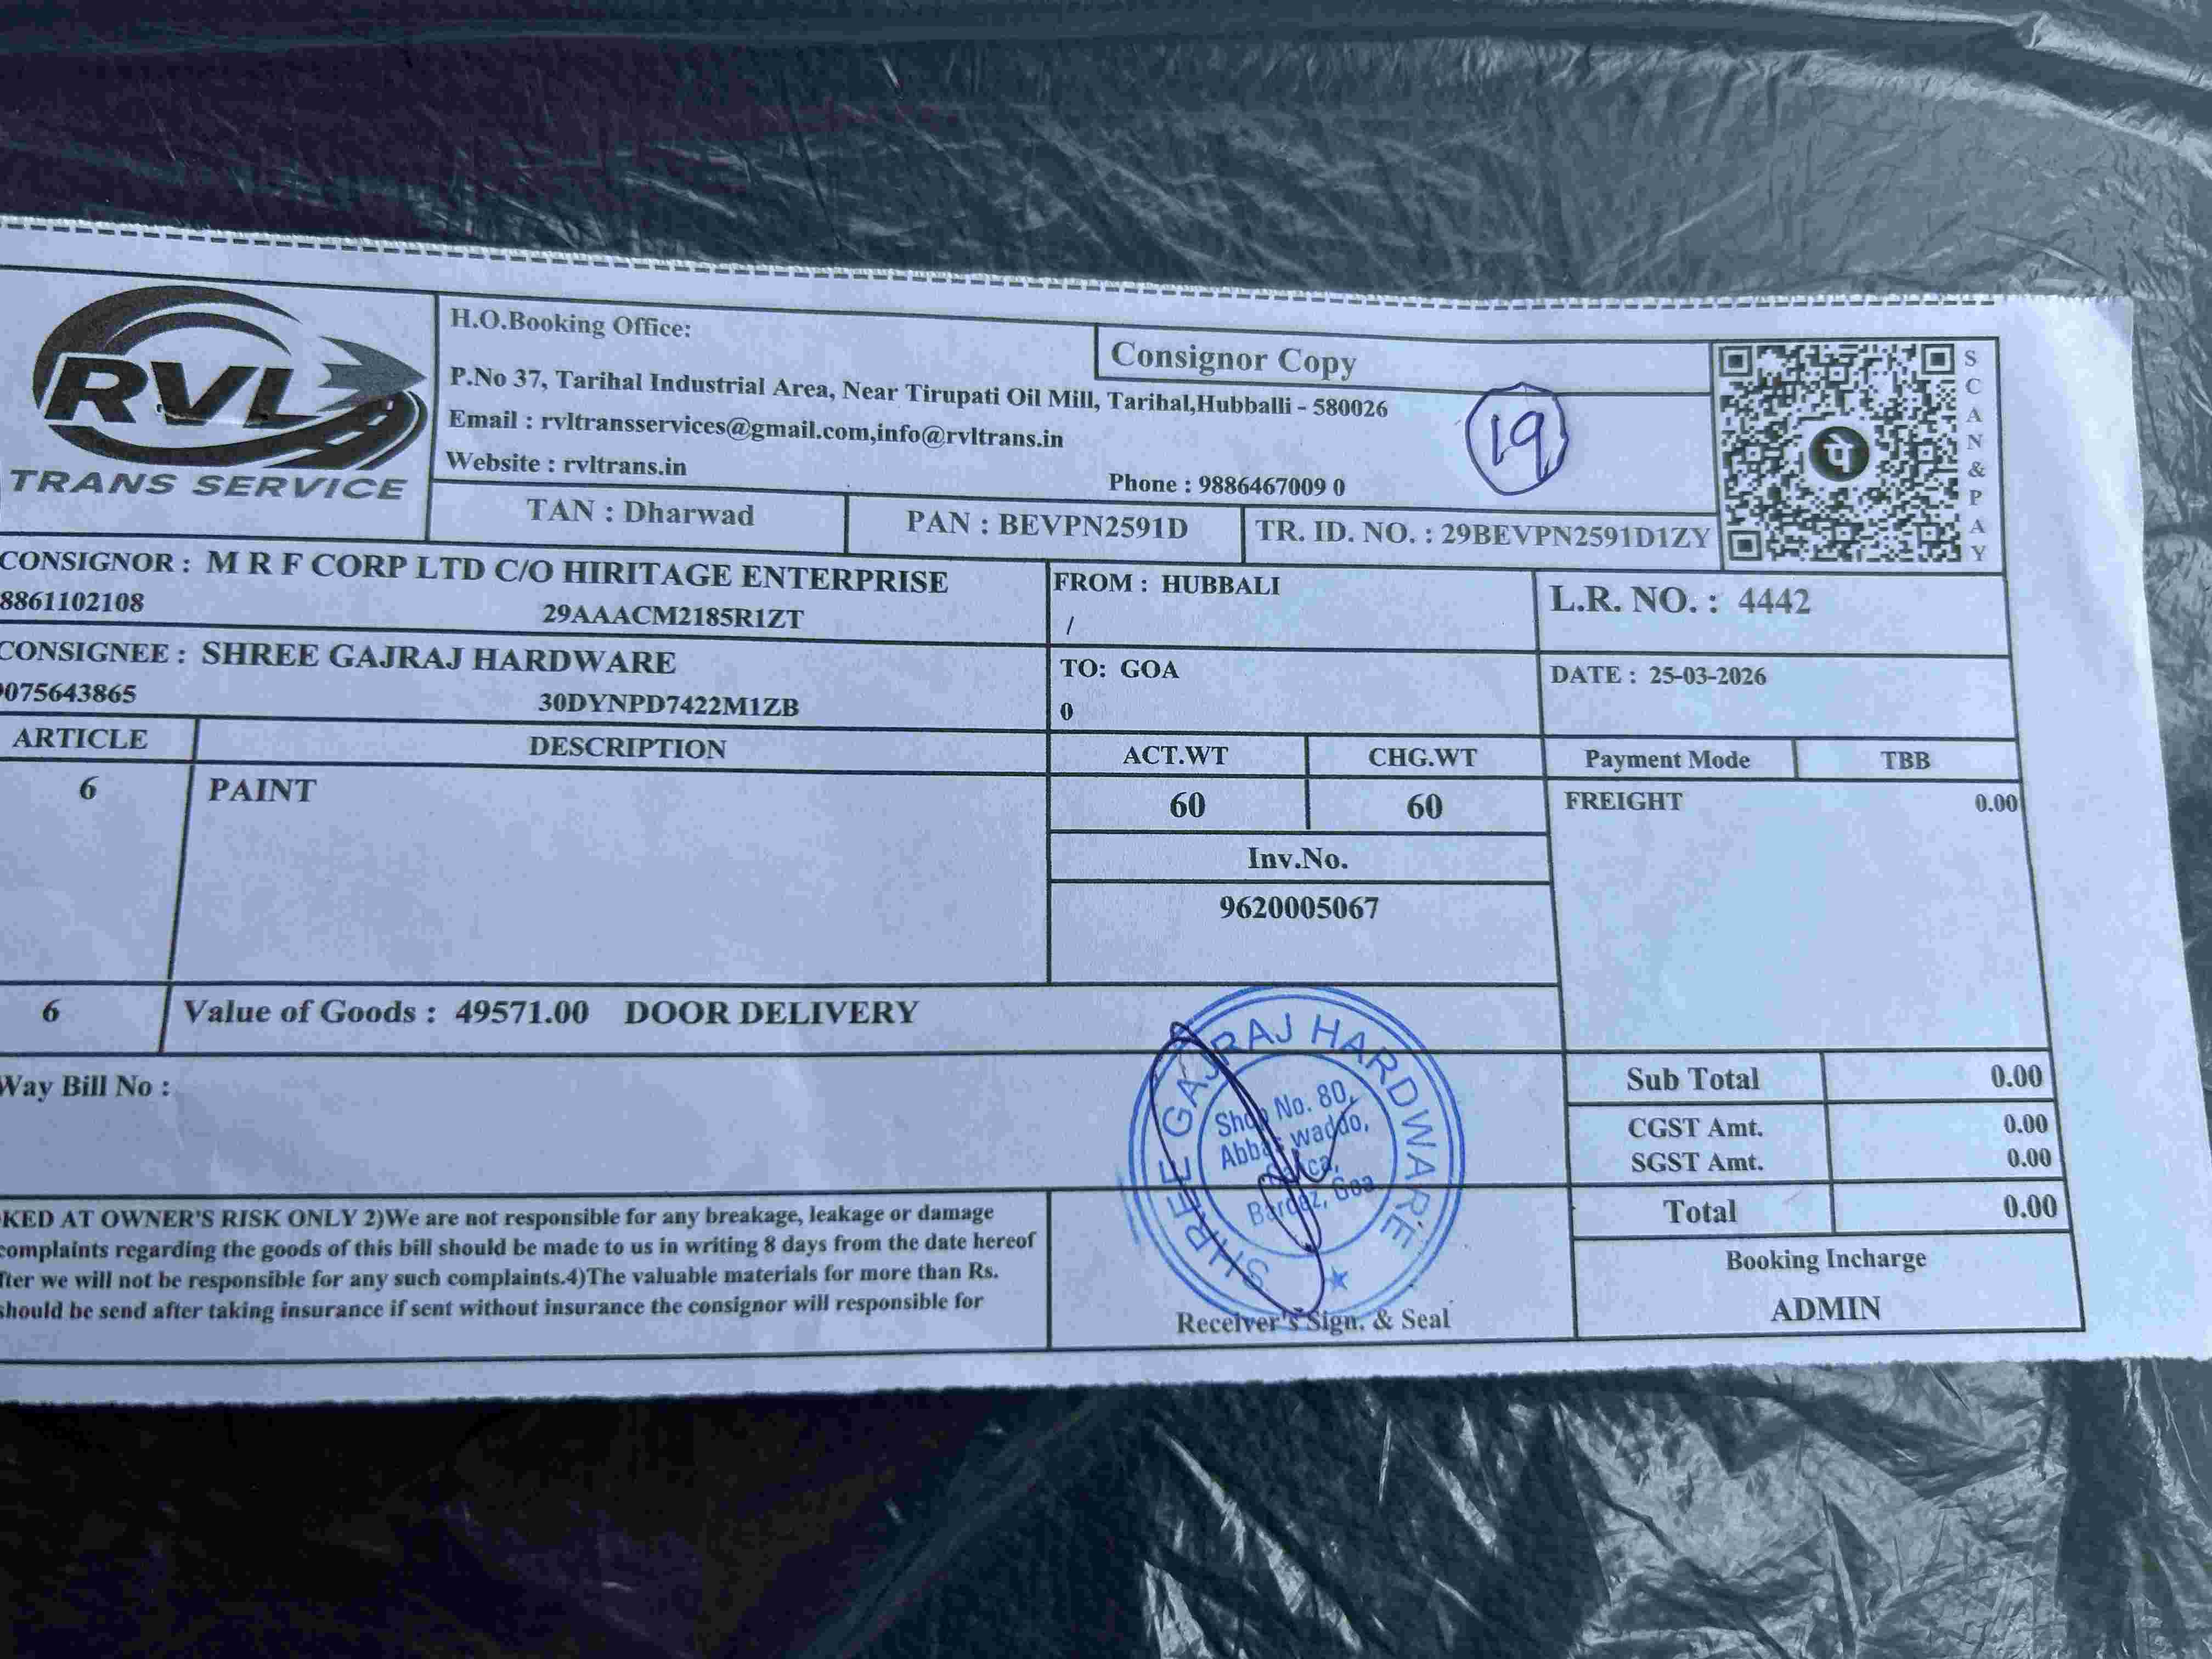 RVL
TRANS SERVICE
H.O.Booking Office:
Consignor Copy
P.No 37, Tarihal Industrial Area, Near Tirupati Oil Mill, Tarihal,Hubballi - 580026
Email : rvltransservices@gmail.com,info@rvltrans.in
Website : rvltrans.in
Phone : 9886467009 0
19
SCAN & PAY
पे
TAN : Dharwad
PAN : BEVPN2591D
TR. ID. NO. : 29BEVPN2591D1ZY
CONSIGNOR : M R F CORP LTD C/O HIRITAGE ENTERPRISE
8861102108 29AAACM2185R1ZT
FROM : HUBBALI
/
L.R. NO. : 4442
CONSIGNEE : SHREE GAJRAJ HARDWARE
075643865 30DYNPD7422M1ZB
TO: GOA
0
DATE : 25-03-2026
ARTICLE DESCRIPTION ACT.WT CHG.WT Payment Mode TBB
6 PAINT 60 60 FREIGHT 0.00
Inv.No.
9620005067
6 Value of Goods : 49571.00 DOOR DELIVERY
Way Bill No :
Sub Total 0.00
CGST Amt. 0.00
SGST Amt. 0.00
Total 0.00
KED AT OWNER'S RISK ONLY 2)We are not responsible for any breakage, leakage or damage
complaints regarding the goods of this bill should be made to us in writing 8 days from the date hereof
fter we will not be responsible for any such complaints.4)The valuable materials for more than Rs.
should be send after taking insurance if sent without insurance the consignor will responsible for
SHREE GAJRAJ HARDWARE
Shop No. 80,
waddo,
Bardez, Goa
Receiver's Sign. & Seal
Booking Incharge
ADMIN